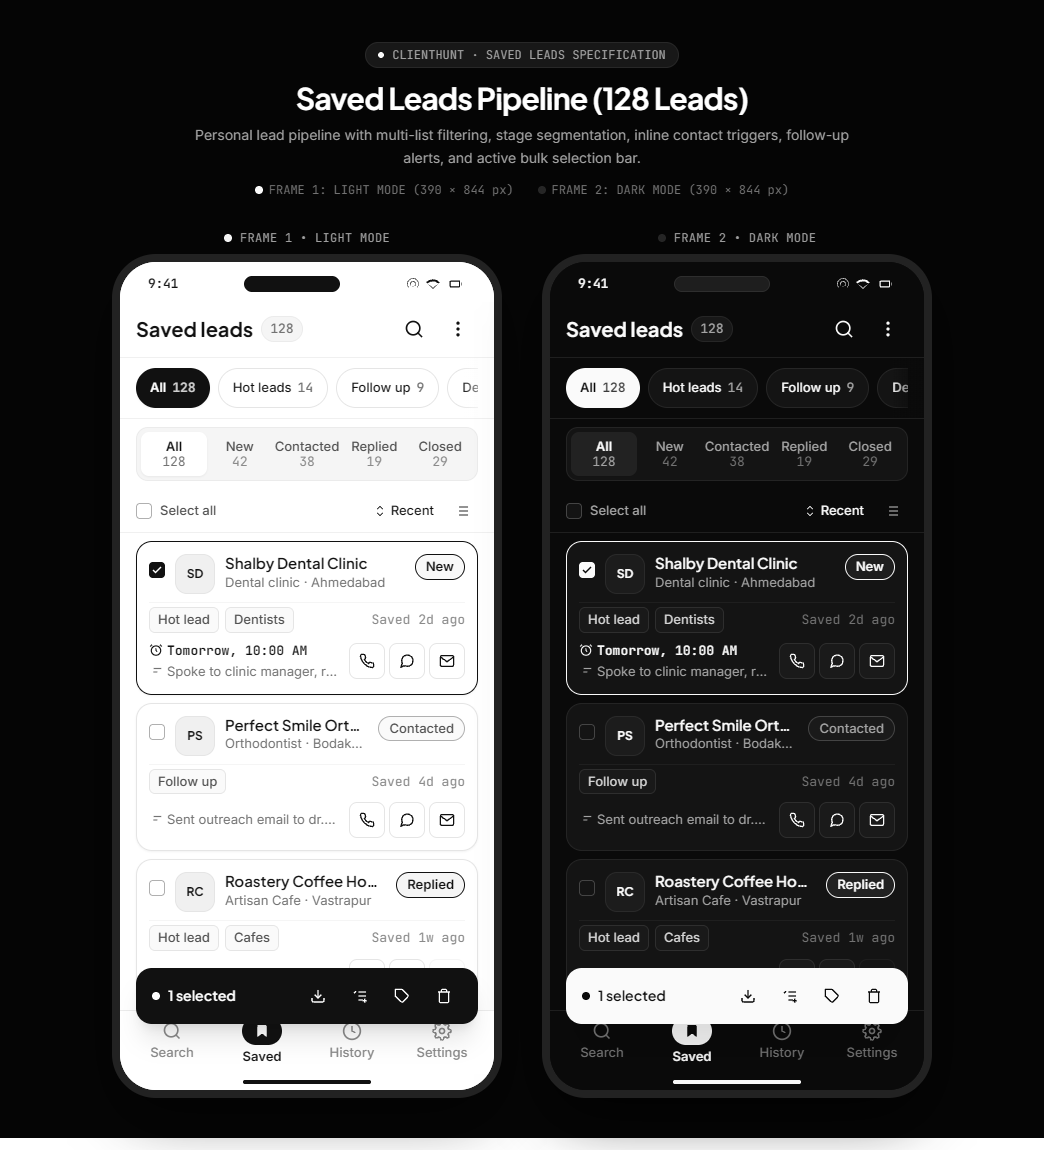 CLIENTHUNT · SAVED LEADS SPECIFICATION
Saved Leads Pipeline (128 Leads)
Personal lead pipeline with multi-list filtering, stage segmentation, inline contact triggers, follow-up
alerts, and active bulk selection bar.
FRAME 1: LIGHT MODE (390 × 844 px) FRAME 2: DARK MODE (390 × 844 px)
FRAME 1 • LIGHT MODE
9:41
Saved leads 128
All 128 Hot leads 14 Follow up 9 De
All New Contacted Replied Closed
128 42 38 19 29
Select all Recent
SD Shalby Dental Clinic New
Dental clinic · Ahmedabad
Hot lead Dentists Saved 2d ago
Tomorrow, 10:00 AM
Spoke to clinic manager, r...
PS Perfect Smile Ort... Contacted
Orthodontist · Bodak...
Follow up Saved 4d ago
Sent outreach email to dr....
RC Roastery Coffee Ho... Replied
Artisan Cafe · Vastrapur
Hot lead Cafes Saved 1w ago
1 selected
Search Saved History Settings
FRAME 2 • DARK MODE
9:41
Saved leads 128
All 128 Hot leads 14 Follow up 9 De
All New Contacted Replied Closed
128 42 38 19 29
Select all Recent
SD Shalby Dental Clinic New
Dental clinic · Ahmedabad
Hot lead Dentists Saved 2d ago
Tomorrow, 10:00 AM
Spoke to clinic manager, r...
PS Perfect Smile Ort... Contacted
Orthodontist · Bodak...
Follow up Saved 4d ago
Sent outreach email to dr....
RC Roastery Coffee Ho... Replied
Artisan Cafe · Vastrapur
Hot lead Cafes Saved 1w ago
1 selected
Search Saved History Settings